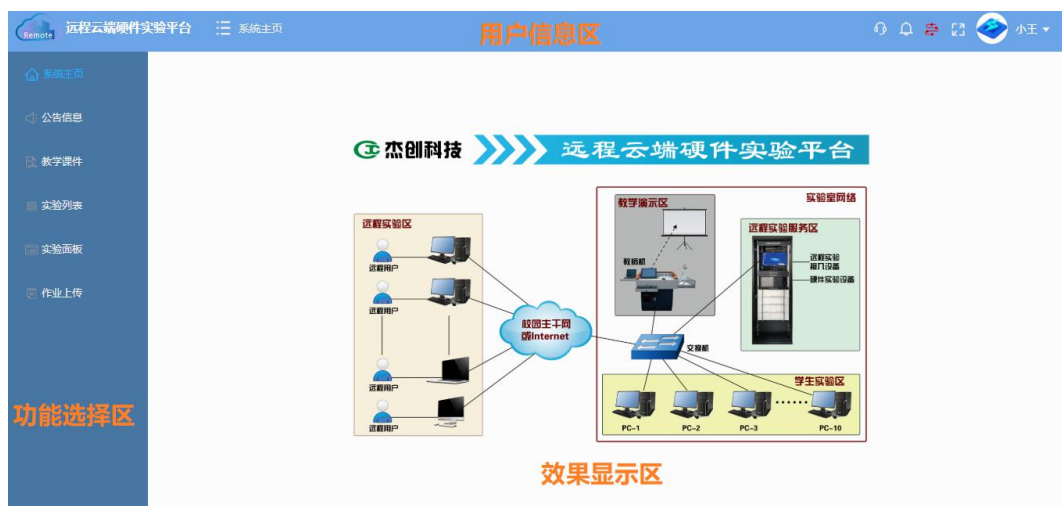 Remote
远程云端硬件实验平台
系统主页
用户信息区
小王
系统主页
公告信息
教学课件
实验列表
实验面板
作业上传
功能选择区
杰创科技
远程云端硬件实验平台
远程实验区
远程用户
远程用户
远程用户
远程用户
校园主干网
或Internet
实验室网络
教学演示区
教师机
远程实验服务区
远程实验
接入设备
硬件实验设备
交换机
学生实验区
PC-1
PC-2
PC-3
PC-10
效果显示区